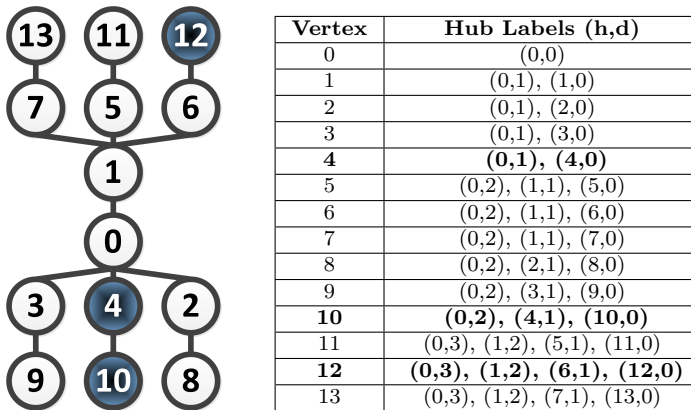 13 11 12
7 5 6
1
0
3 4 2
9 10 8
Vertex Hub Labels (h,d)
0 (0,0)
1 (0,1), (1,0)
2 (0,1), (2,0)
3 (0,1), (3,0)
4 (0,1), (4,0)
5 (0,2), (1,1), (5,0)
6 (0,2), (1,1), (6,0)
7 (0,2), (1,1), (7,0)
8 (0,2), (2,1), (8,0)
9 (0,2), (3,1), (9,0)
10 (0,2), (4,1), (10,0)
11 (0,3), (1,2), (5,1), (11,0)
12 (0,3), (1,2), (6,1), (12,0)
13 (0,3), (1,2), (7,1), (13,0)